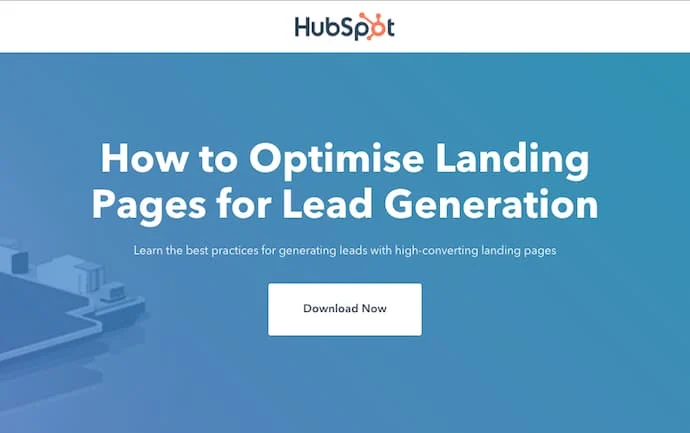 HubSpot
How to Optimise Landing
Pages for Lead Generation
Learn the best practices for generating leads with high-converting landing pages
Download Now